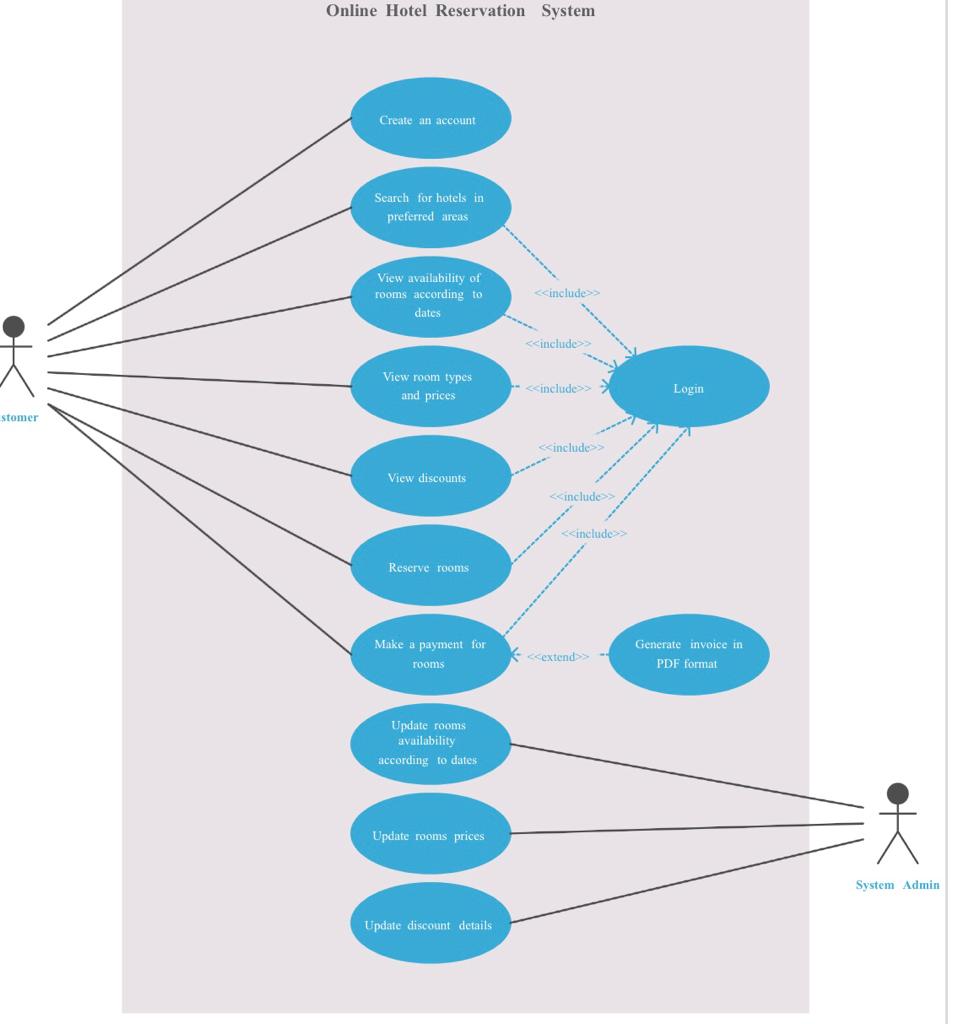 Online Hotel Reservation System
Create an account
Search for hotels in
preferred areas
View availability of
rooms according to
dates
<<include>>
<<include>>
View room types
and prices
<<include>>
Login
stomer
View discounts
<<include>>
<<include>>
<<include>>
Reserve rooms
Make a payment for
rooms
<<extend>>
Generate invoice in
PDF format
Update rooms
availability
according to dates
Update rooms prices
System Admin
Update discount details